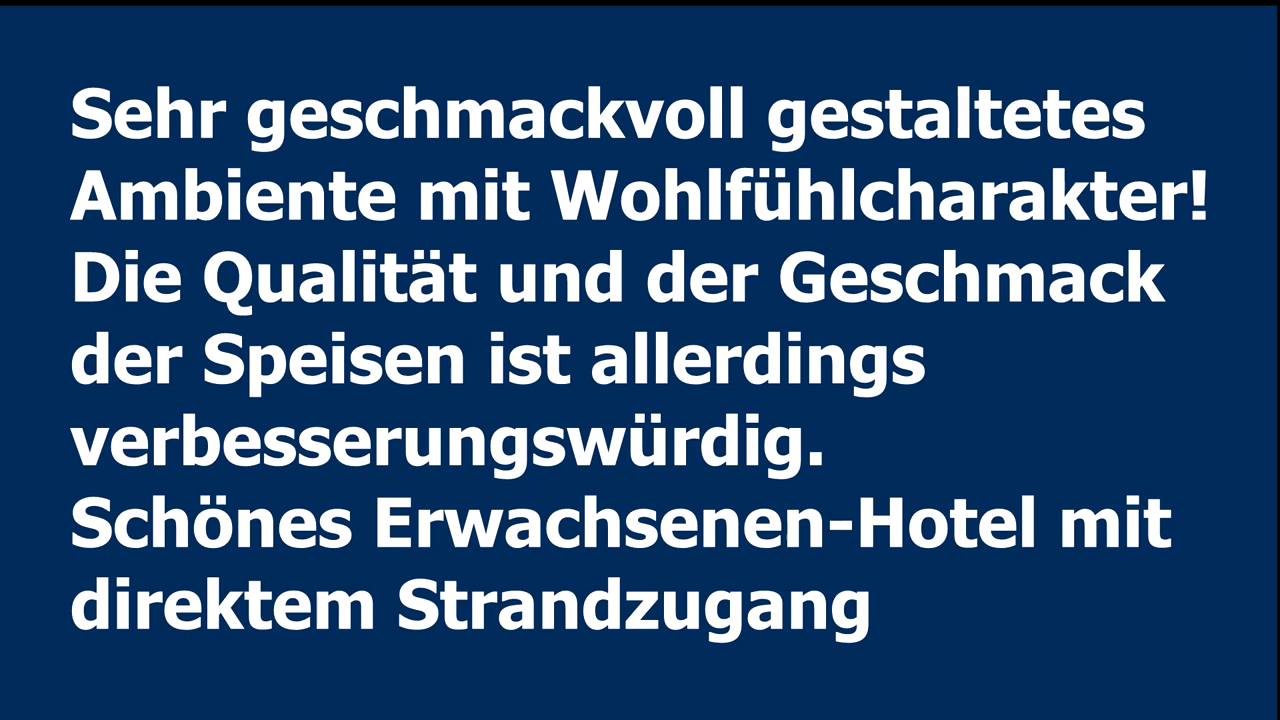 Sehr geschmackvoll gestaltetes
Ambiente mit Wohlfühlcharakter!
Die Qualität und der Geschmack
der Speisen ist allerdings
verbesserungswürdig.
Schönes Erwachsenen-Hotel mit
direktem Strandzugang